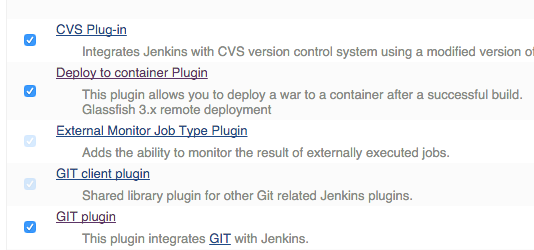 CVS Plug-in
Integrates Jenkins with CVS version control system using a modified version of
Deploy to container Plugin
This plugin allows you to deploy a war to a container after a successful build.
Glassfish 3.x remote deployment
External Monitor Job Type Plugin
Adds the ability to monitor the result of externally executed jobs.
GIT client plugin
Shared library plugin for other Git related Jenkins plugins.
GIT plugin
This plugin integrates GIT with Jenkins.